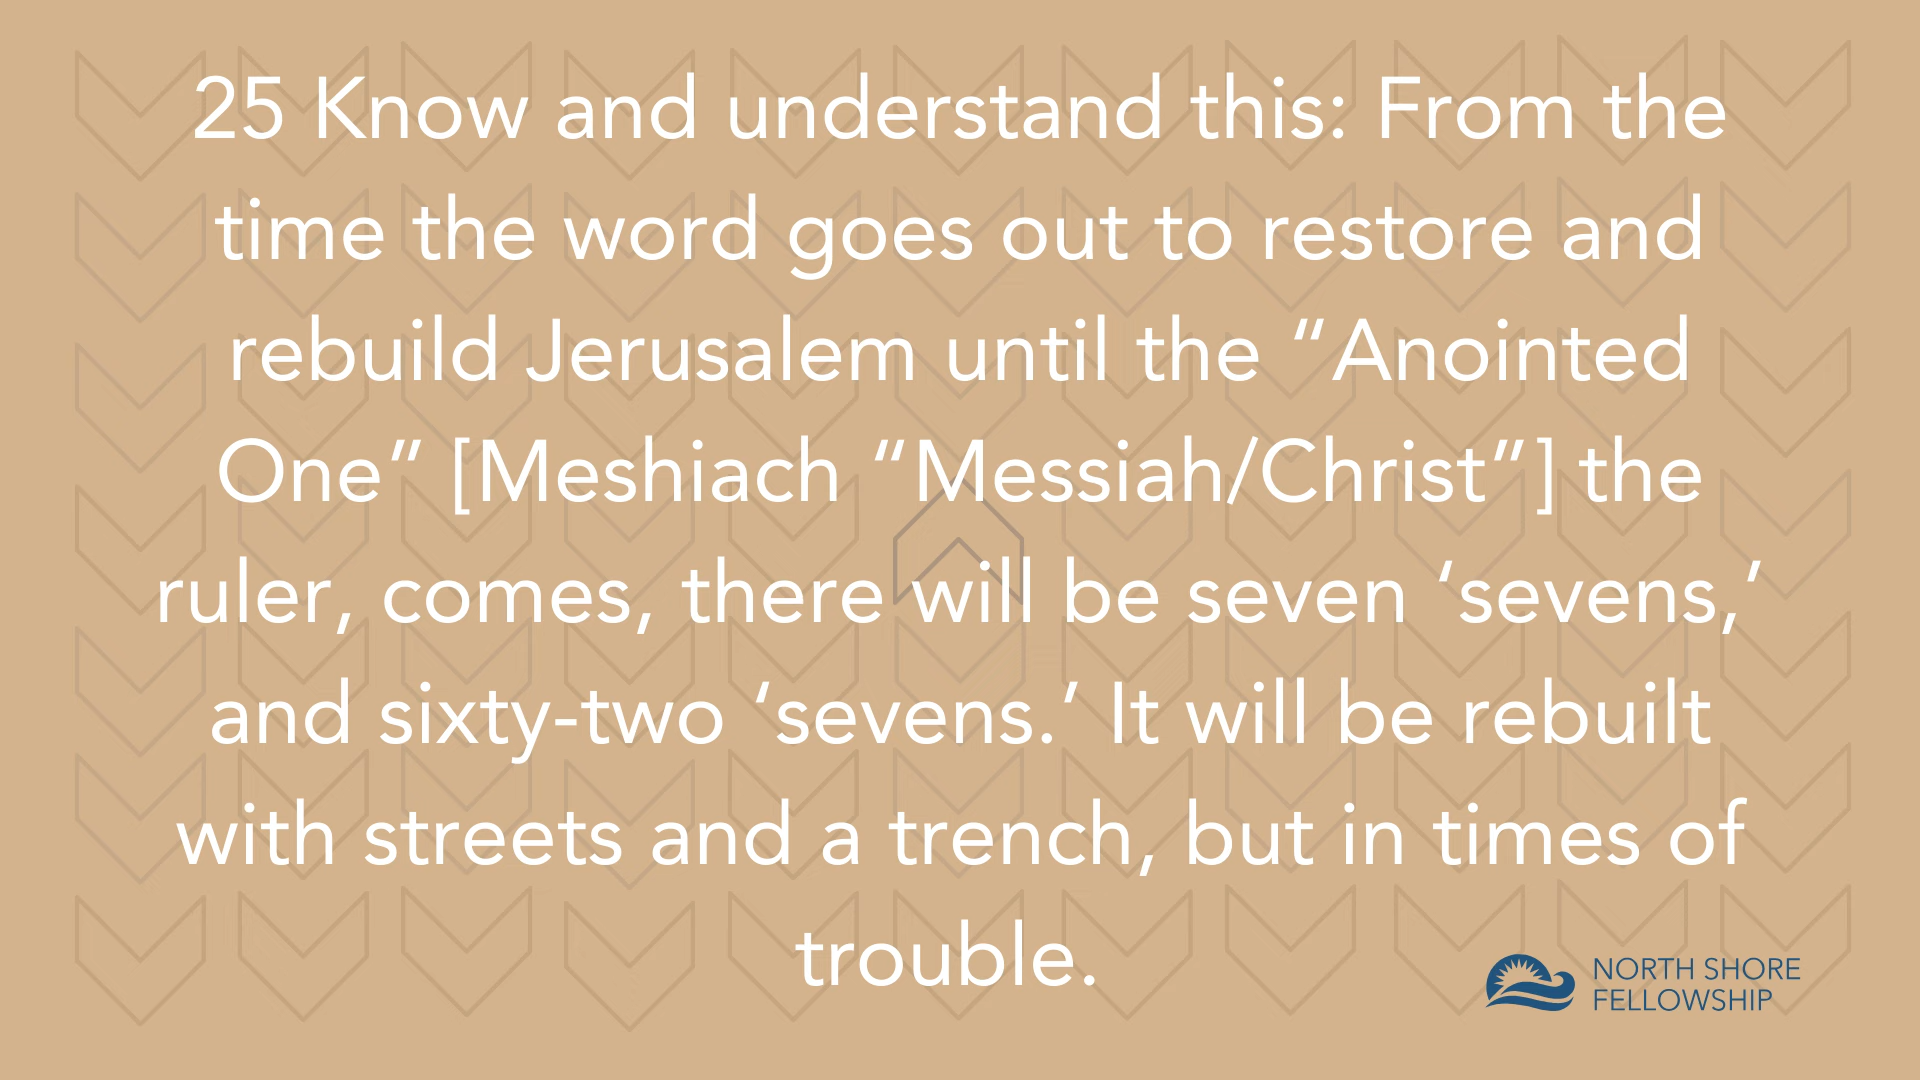 25 Know and understand this: From the
time the word goes out to restore and
rebuild Jerusalem until the “Anointed
One” [Meshiach “Messiah/Christ”] the
ruler, comes, there will be seven ‘sevens,’
and sixty-two ‘sevens.’ It will be rebuilt
with streets and a trench, but in times of
trouble.
NORTH SHORE
FELLOWSHIP